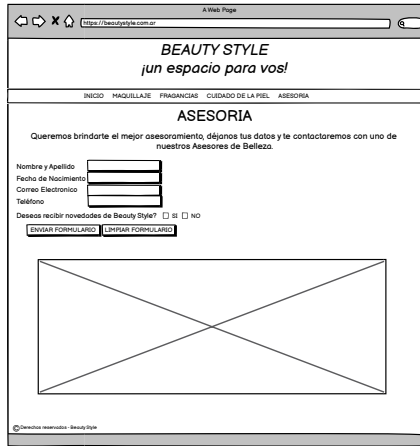 A Web Page
https://beautystyle.com.ar
BEAUTY STYLE
¡un espacio para vos!
INICIO MAQUILLAJE FRAGANCIAS CUIDADO DE LA PIEL ASESORIA
ASESORIA
Queremos brindarte el mejor asesoramiento, déjanos tus datos y te contactaremos con uno de
nuestros Asesores de Belleza.
Nombre y Apellido
Fecha de Nacimiento
Correo Electronico
Teléfono
Deseas recibir novedades de Beauty Style? SI NO
ENVIAR FORMULARIO LIMPIAR FORMULARIO
© Derechos reservados - Beauty Style